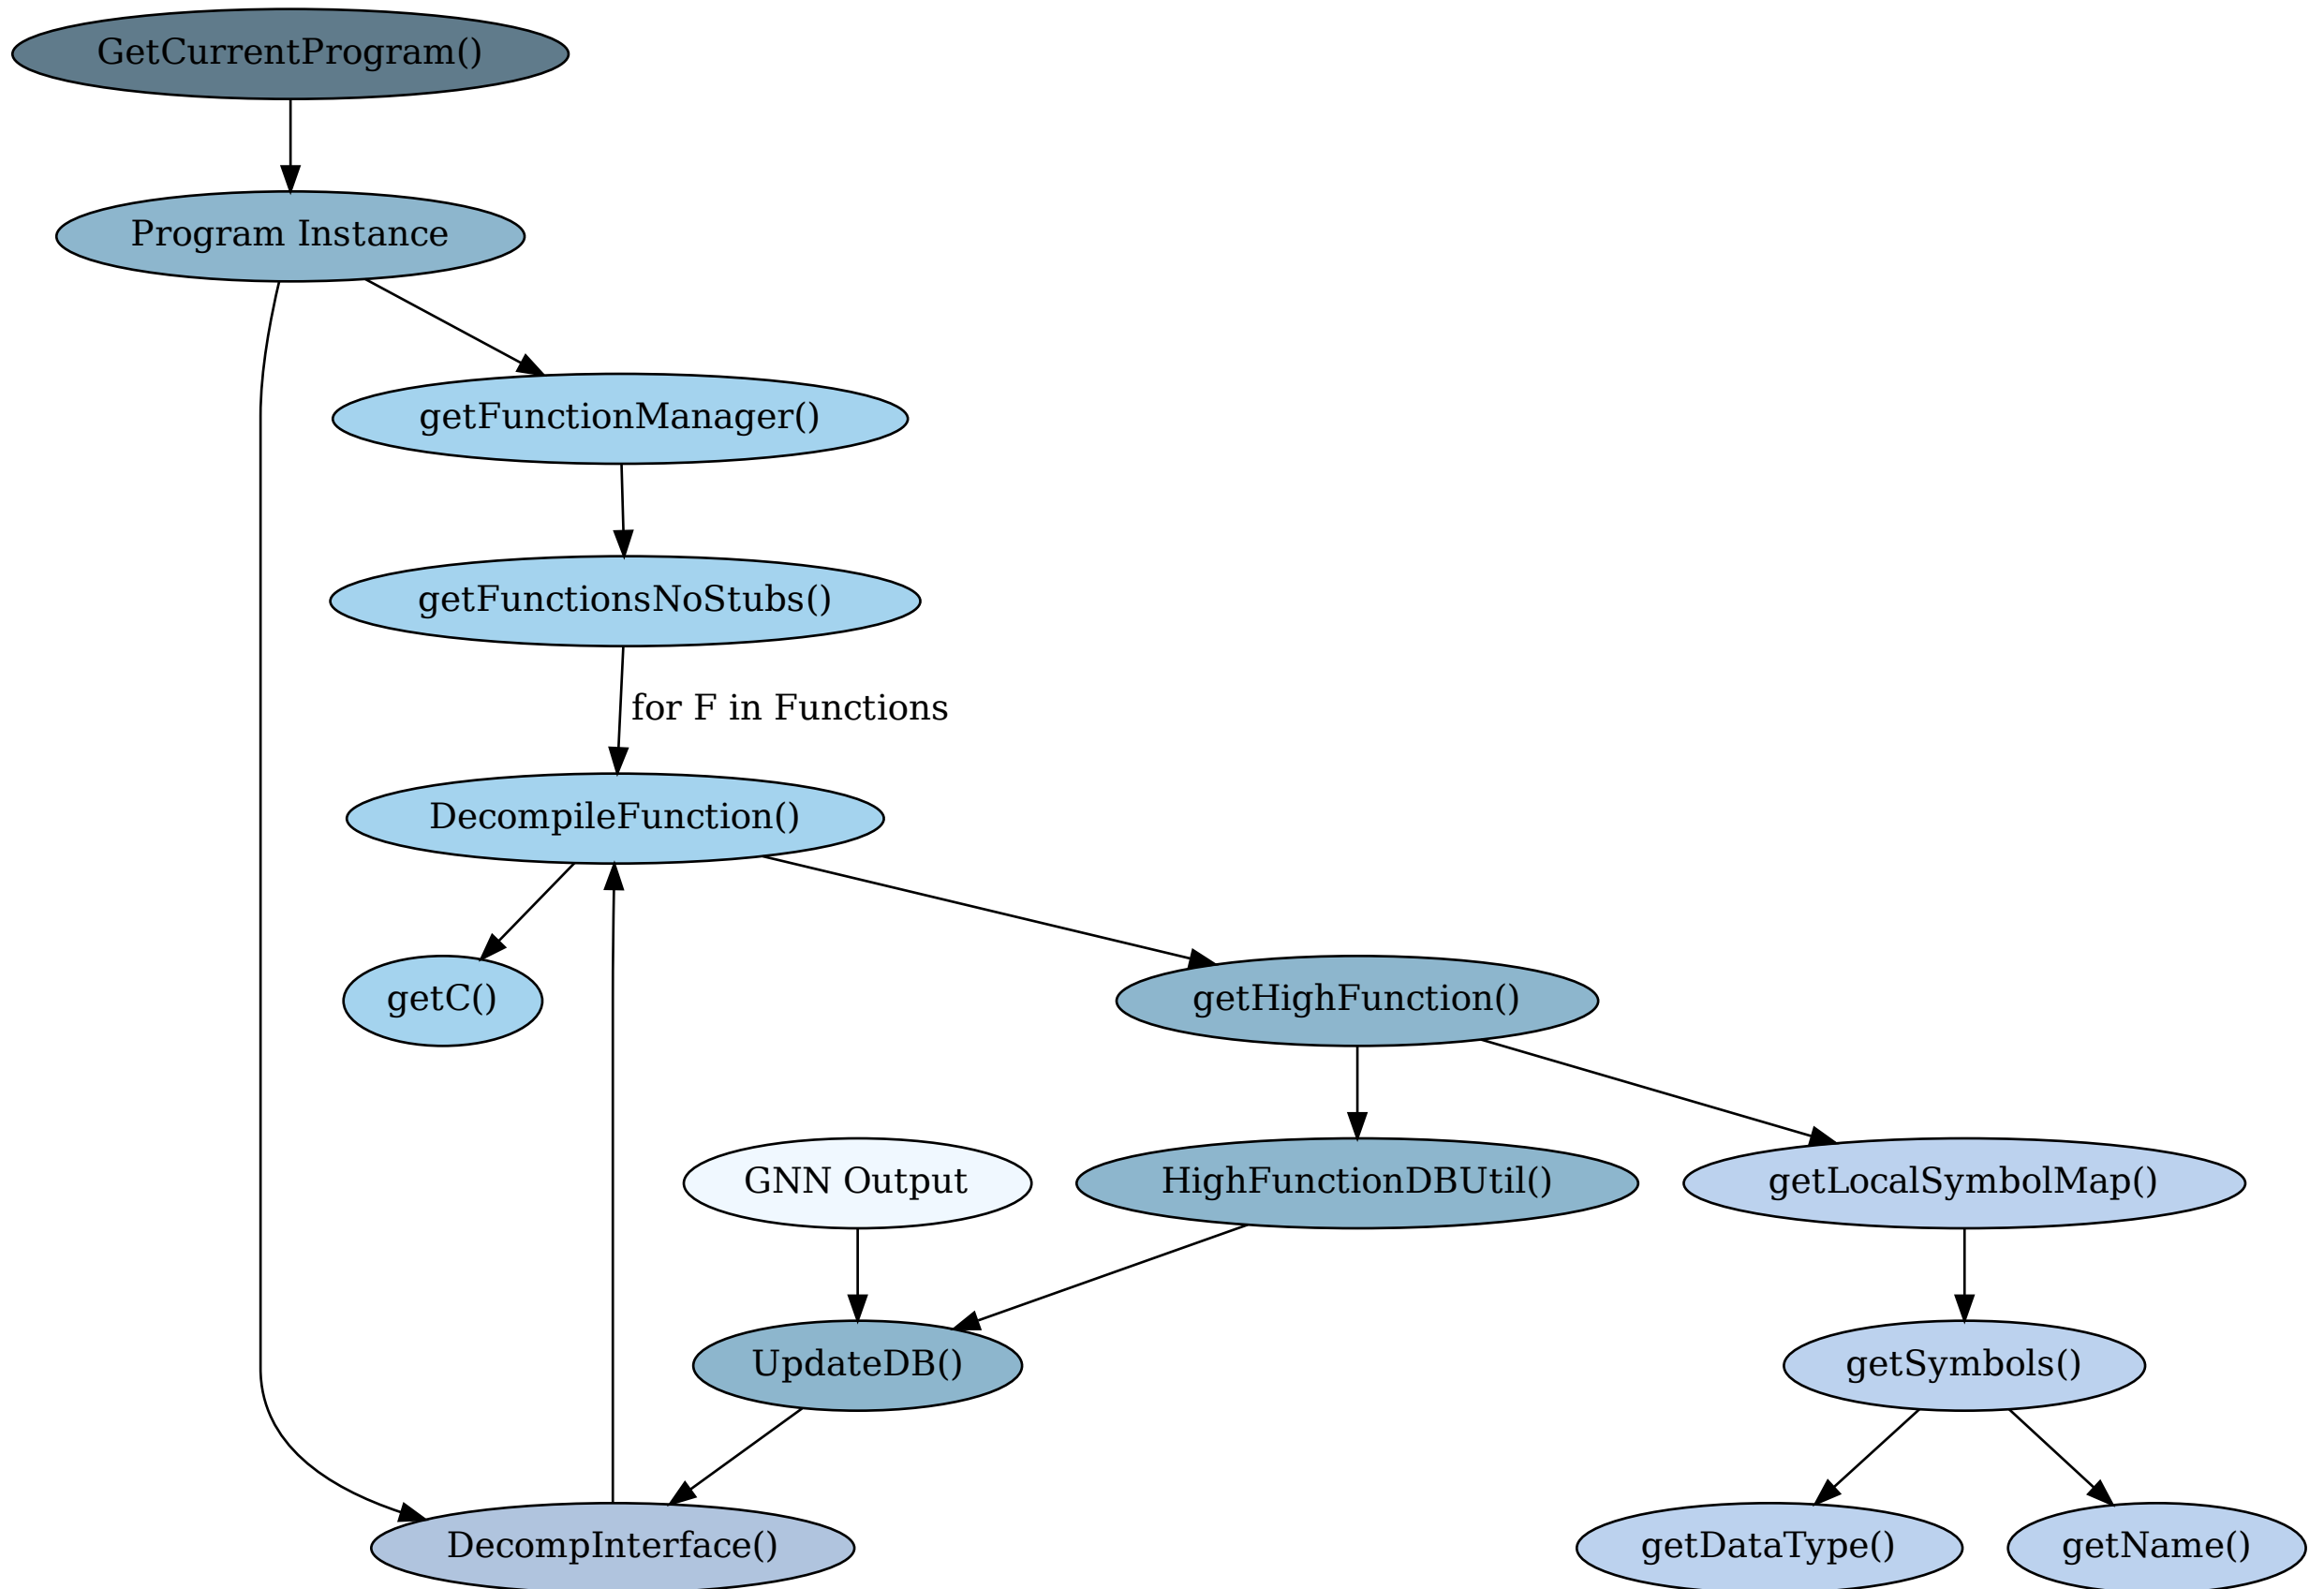 GetCurrentProgram()
Program Instance
getFunctionManager()
getFunctionsNoStubs()
for F in Functions
DecompileFunction()
getC()
getHighFunction()
GNN Output
HighFunctionDBUtil()
getLocalSymbolMap()
UpdateDB()
getSymbols()
DecompInterface()
getDataType()
getName()